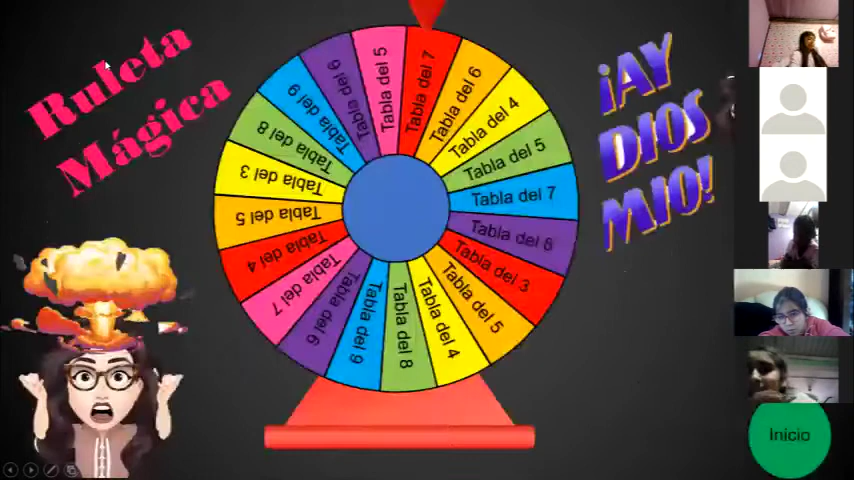 Ruleta
Mágica
¡AY
DIOS
MIO!
Tabla del 7
Tabla del 6
Tabla del 4
Tabla del 5
Tabla del 7
Tabla del 8
Tabla del 3
Tabla del 5
Tabla del 4
Tabla del 8
Tabla del 9
Tabla del 6
Tabla del 7
Tabla del 4
Tabla del 5
Tabla del 3
Tabla del 8
Tabla del 9
Tabla del 6
Tabla del 5
Inicio